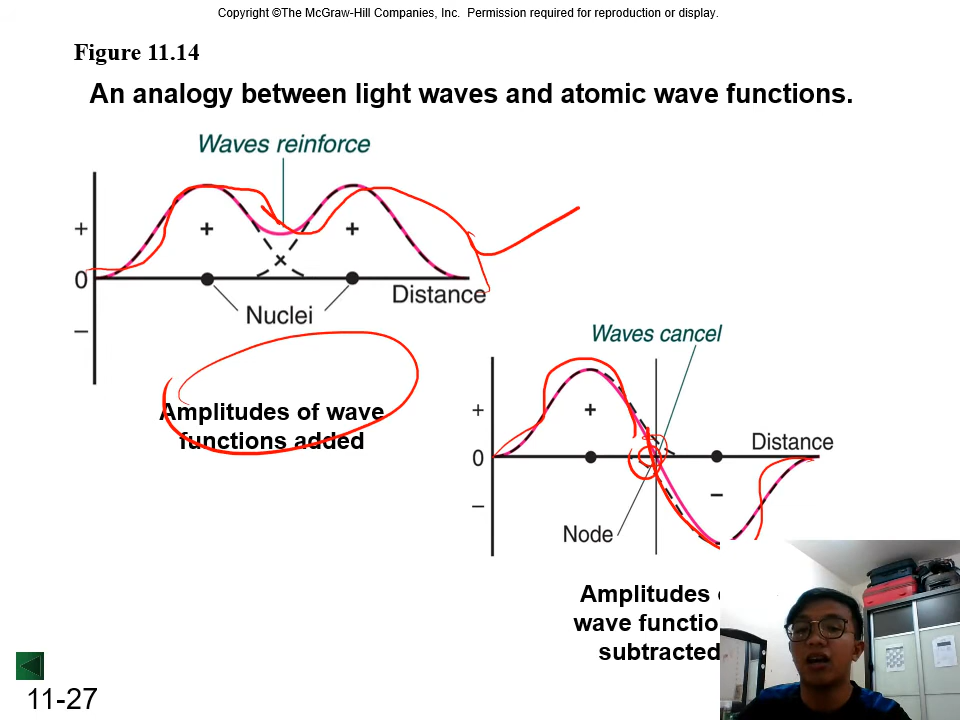 Copyright ©The McGraw-Hill Companies, Inc. Permission required for reproduction or display.
Figure 11.14
An analogy between light waves and atomic wave functions.
Waves reinforce
+
+
+
0
Distance
Nuclei
–
Amplitudes of wave
functions added
Waves cancel
+
+
Distance
0
–
–
Node
Amplitudes
wave
subtracted
11-27